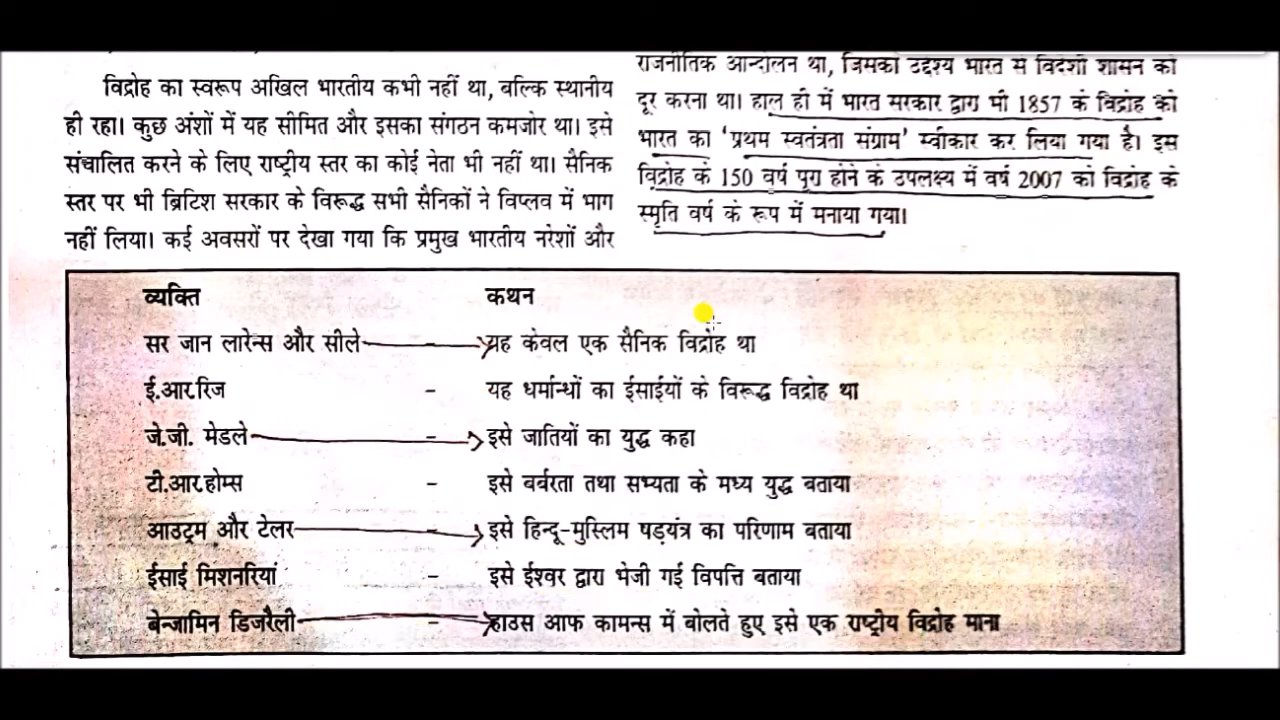 विद्रोह का स्वरूप अखिल भारतीय कभी नहीं था, बल्कि स्थानीय
ही रहा। कुछ अंशों में यह सीमित और इसका संगठन कमजोर था। इसे
संचालित करने के लिए राष्ट्रीय स्तर का कोई नेता भी नहीं था। सैनिक
स्तर पर भी ब्रिटिश सरकार के विरूद्ध सभी सैनिकों ने विप्लव में भाग
नहीं लिया। कई अवसरों पर देखा गया कि प्रमुख भारतीय नरेशों और
राजनीतिक आन्दोलन था, जिसका उद्देश्य भारत से विदेशी शासन को
दूर करना था। हाल ही में भारत सरकार द्वारा भी 1857 के विद्रोह को
भारत का 'प्रथम स्वतंत्रता संग्राम' स्वीकार कर लिया गया है। इस
विद्रोह के 150 वर्ष पूरा होने के उपलक्ष्य में वर्ष 2007 को विद्रोह के
स्मृति वर्ष के रूप में मनाया गया।
व्यक्ति कथन
सर जान लारेन्स और सीले - यह केवल एक सैनिक विद्रोह था
ई.आर.रिज - यह धर्मान्धों का ईसाईयों के विरूद्ध विद्रोह था
जे.जी. मेडले - इसे जातियों का युद्ध कहा
टी.आर.होम्स - इसे वर्वरता तथा सभ्यता के मध्य युद्ध बताया
आउट्रम और टेलर - इसे हिन्दू-मुस्लिम षड़यंत्र का परिणाम बताया
ईसाई मिशनरियां - इसे ईश्वर द्वारा भेजी गई विपत्ति बताया
बेन्जामिन डिजरैली - हाउस आफ कामन्स में बोलते हुए इसे एक राष्ट्रीय विद्रोह माना